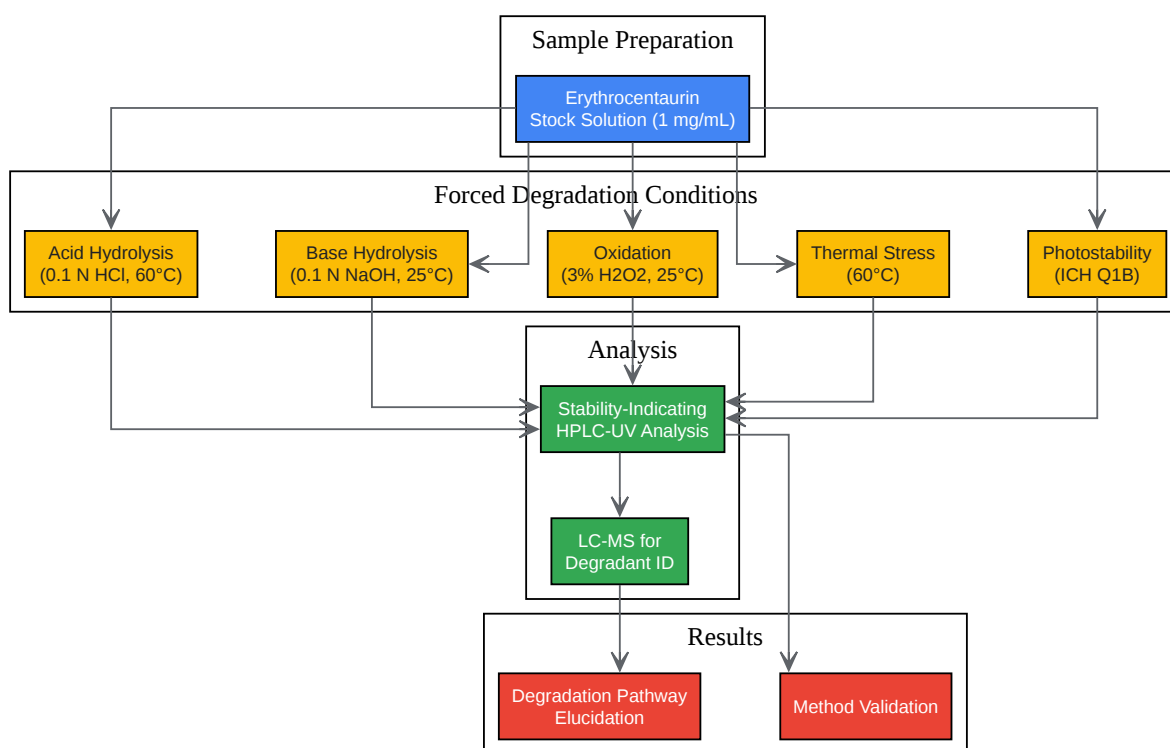 Sample Preparation
Erythrocentaurin
Stock Solution (1 mg/mL)
Forced Degradation Conditions
Acid Hydrolysis
(0.1 N HCl, 60°C)
Base Hydrolysis
(0.1 N NaOH, 25°C)
Oxidation
(3% H2O2, 25°C)
Thermal Stress
(60°C)
Photostability
(ICH Q1B)
Analysis
Stability-Indicating
HPLC-UV Analysis
LC-MS for
Degradant ID
Results
Degradation Pathway
Elucidation
Method Validation